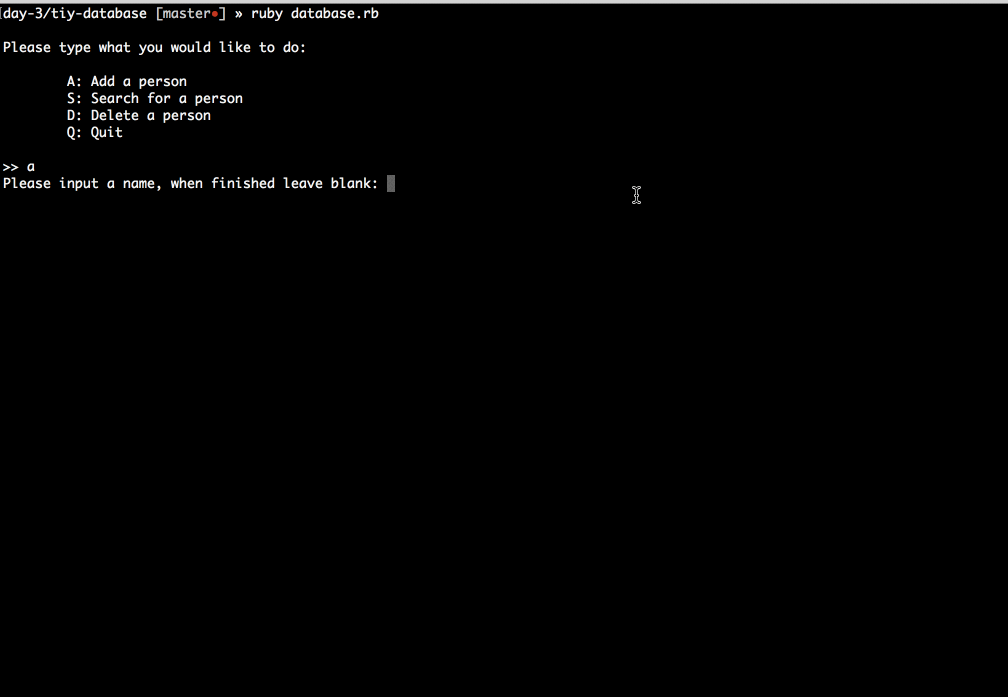 [day-3/tiy-database [master●] » ruby database.rb
Please type what you would like to do:
A: Add a person
S: Search for a person
D: Delete a person
Q: Quit
>> a
Please input a name, when finished leave blank: